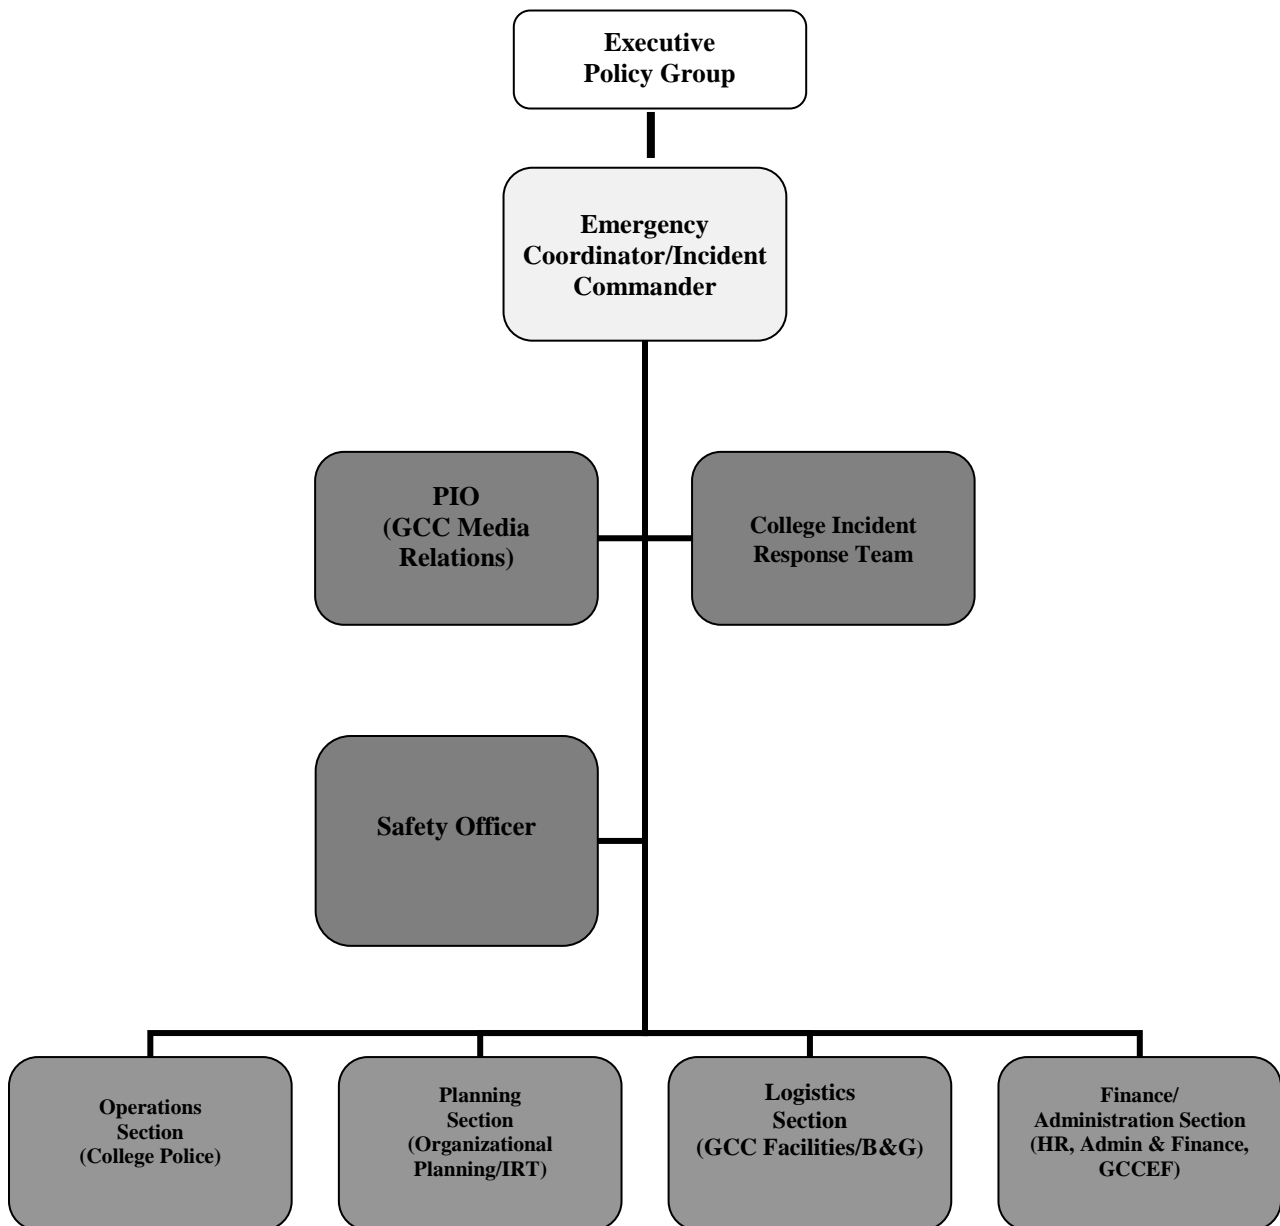 Executive
Policy Group
Emergency
Coordinator/Incident
Commander
PIO
(GCC Media
Relations)
College Incident
Response Team
Safety Officer
Operations
Section
(College Police)
Planning
Section
(Organizational
Planning/IRT)
Logistics
Section
(GCC Facilities/B&G)
Finance/
Administration Section
(HR, Admin & Finance,
GCCEF)